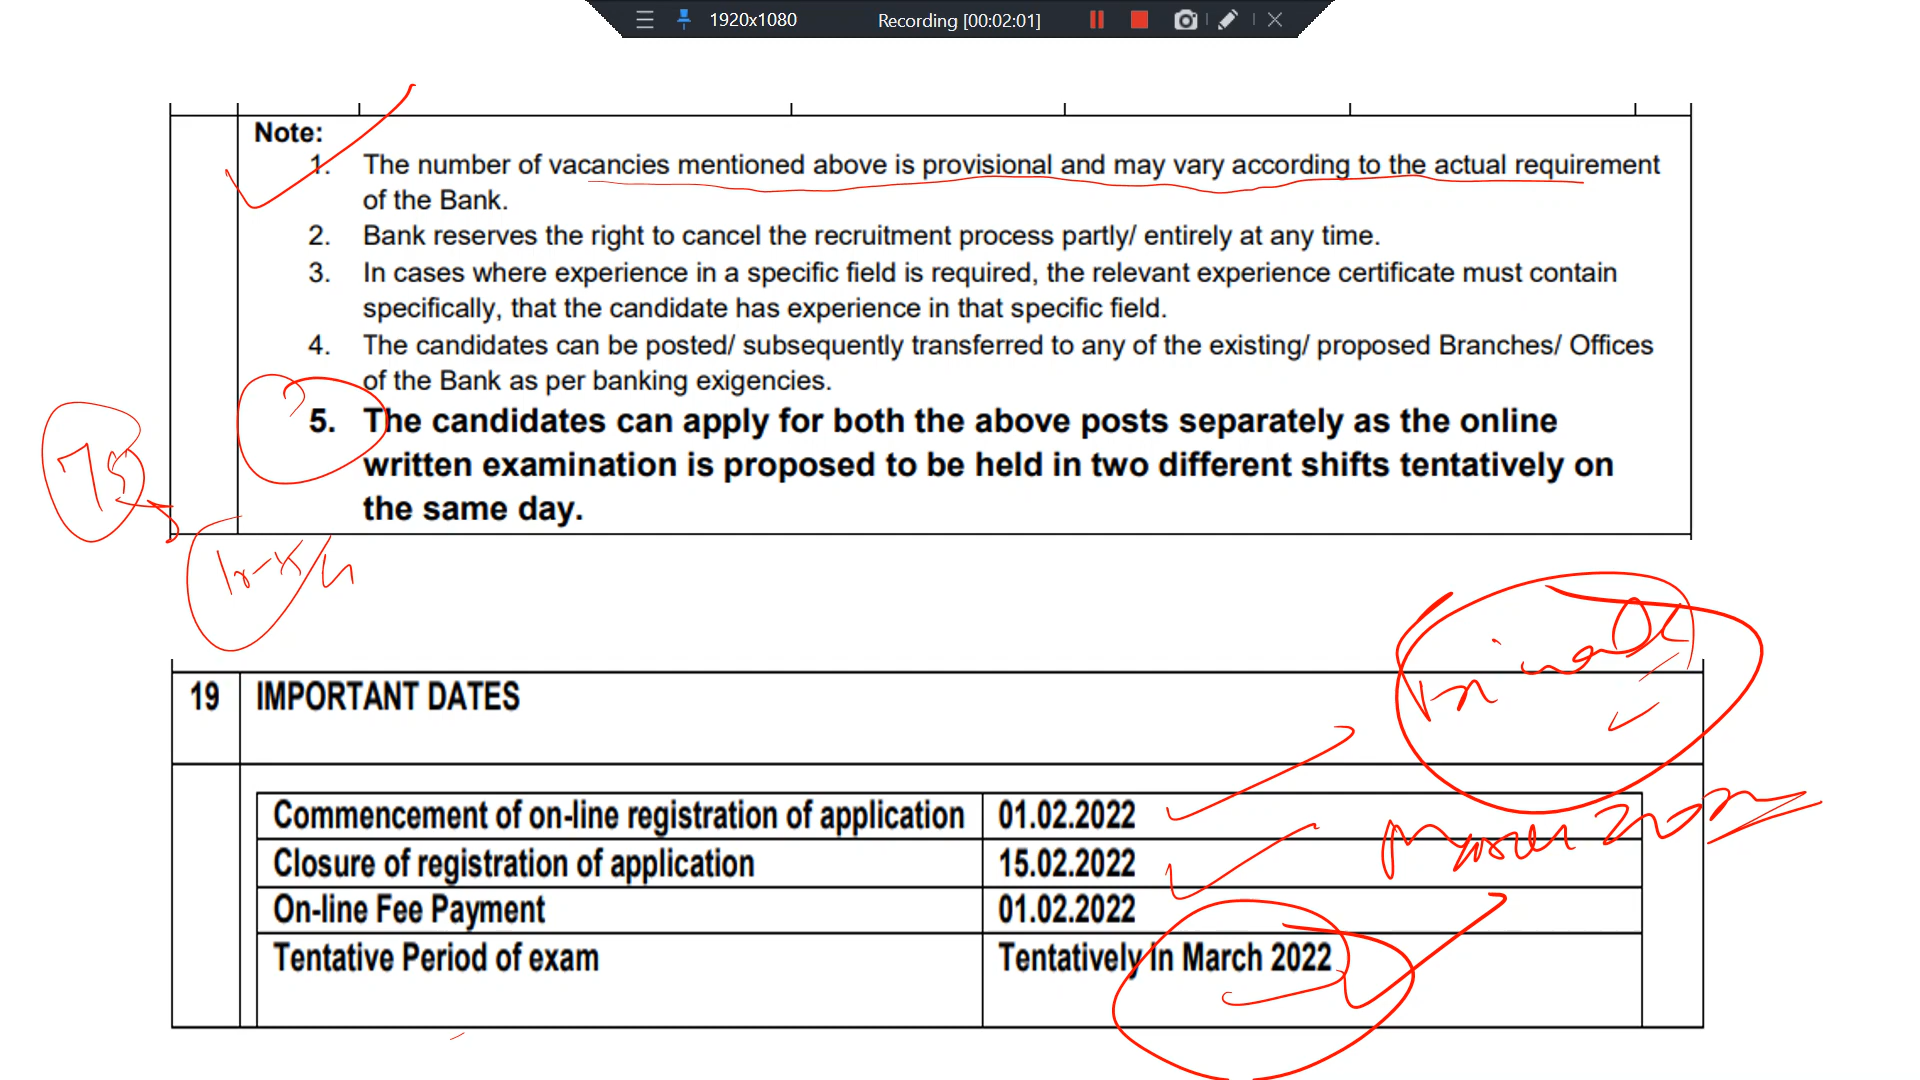 1920x1080 Recording [00:02:01]
Note:
1. The number of vacancies mentioned above is provisional and may vary according to the actual requirement
of the Bank.
2. Bank reserves the right to cancel the recruitment process partly/ entirely at any time.
3. In cases where experience in a specific field is required, the relevant experience certificate must contain
specifically, that the candidate has experience in that specific field.
4. The candidates can be posted/ subsequently transferred to any of the existing/ proposed Branches/ Offices
of the Bank as per banking exigencies.
5. The candidates can apply for both the above posts separately as the online
written examination is proposed to be held in two different shifts tentatively on
the same day.
75
19 IMPORTANT DATES
Commencement of on-line registration of application 01.02.2022
Closure of registration of application 15.02.2022
On-line Fee Payment 01.02.2022
Tentative Period of exam Tentatively in March 2022